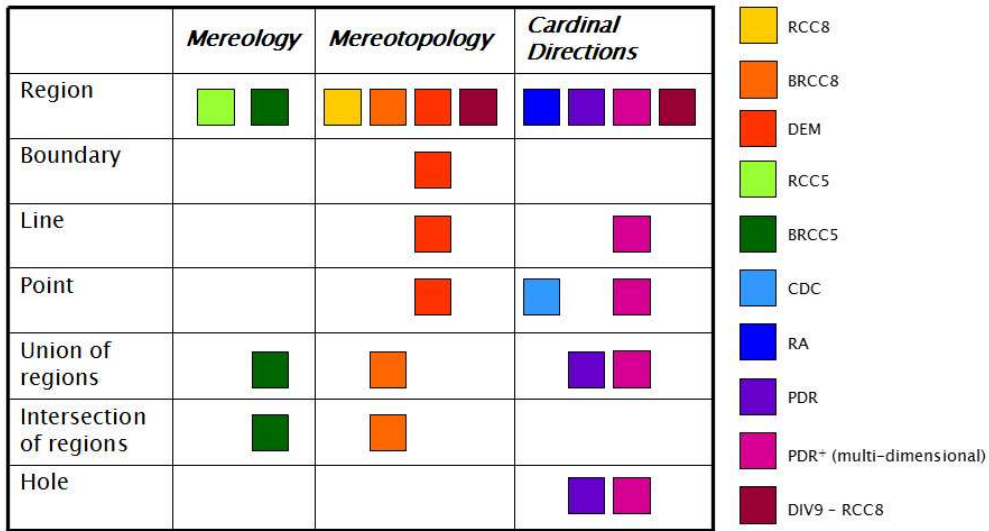 Mereology
Mereotopology
Cardinal
Directions
Region
Boundary
Line
Point
Union of
regions
Intersection
of regions
Hole
RCC8
BRCC8
DEM
RCC5
BRCC5
CDC
RA
PDR
PDR⁺ (multi-dimensional)
DIV9 – RCC8